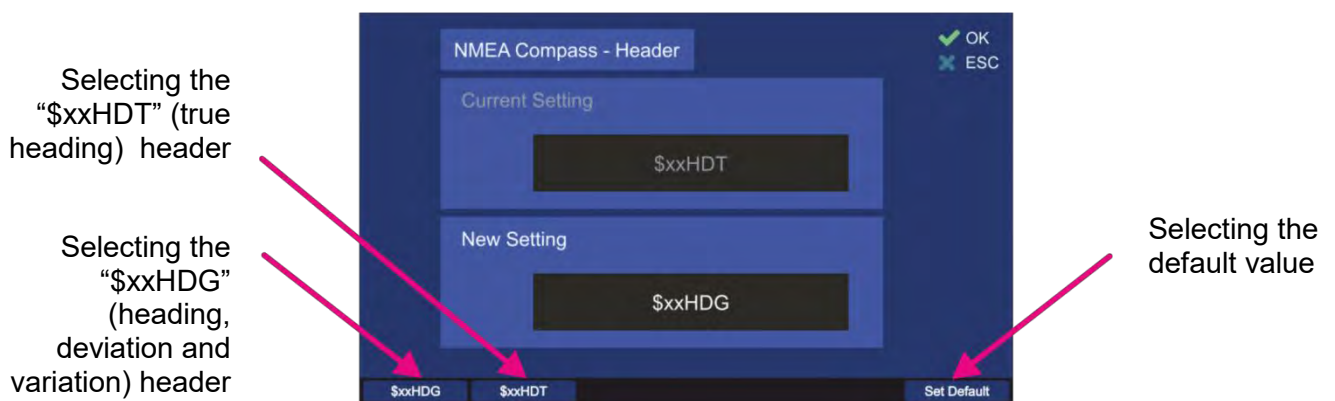 Selecting the
“$xxHDT” (true
heading) header
Selecting the
“$xxHDG”
(heading,
deviation and
variation) header
NMEA Compass - Header
OK
ESC
Current Setting
$xxHDT
New Setting
$xxHDG
$xxHDG
$xxHDT
Set Default
Selecting the
default value